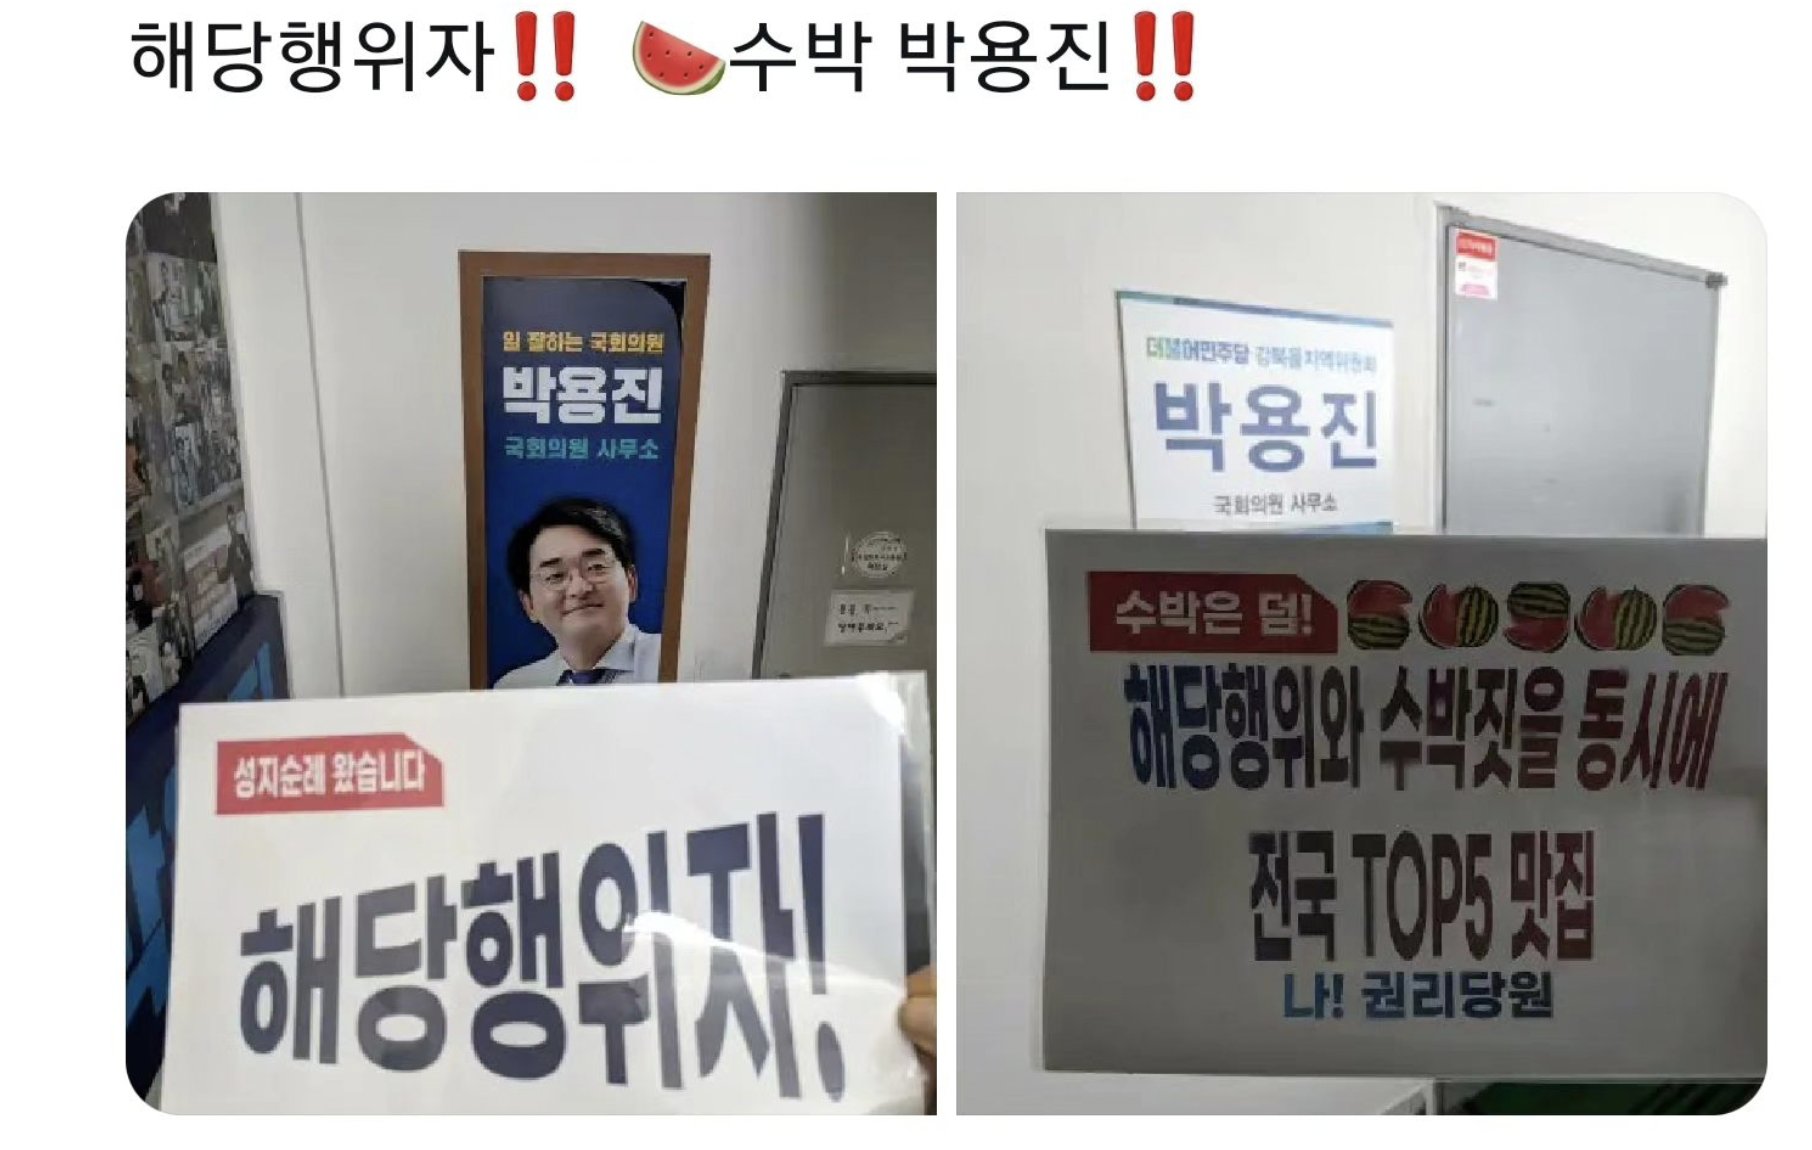 해당행위자‼️ 🍉수박 박용진‼️
일 잘하는 국회의원
박용진
국회의원 사무소
성지순례 왔습니다
해당행위자!
더불어민주당 강북을지역위원회
박용진
국회의원 사무소
수박은 덤!
해당행위와 수박짓을 동시에
전국 TOP5 맛집
나! 권리당원